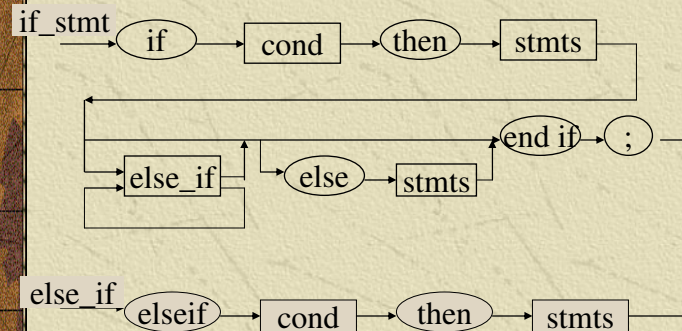 if_stmt
if cond then stmts
end if ;
else_if else stmts
else_if
elseif cond then stmts